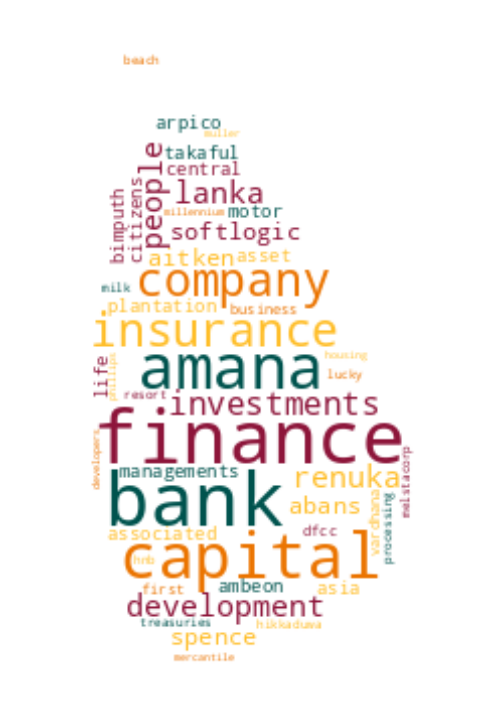 beach
arpico
muller
people
takaful
central
bimputh
citizens
lanka
millennium
motor
softlogic
aitken
asset
company
milk
plantation
business
insurance
life
phillips
amana
housing
lucky
resort
investments
finance
developers
managements
bank
renuka
melstacorp
abans
vardhana
processing
associated
dfcc
capital
hnb
first
ambeon
asia
development
treasuries
hikkaduwa
spence
mercantile